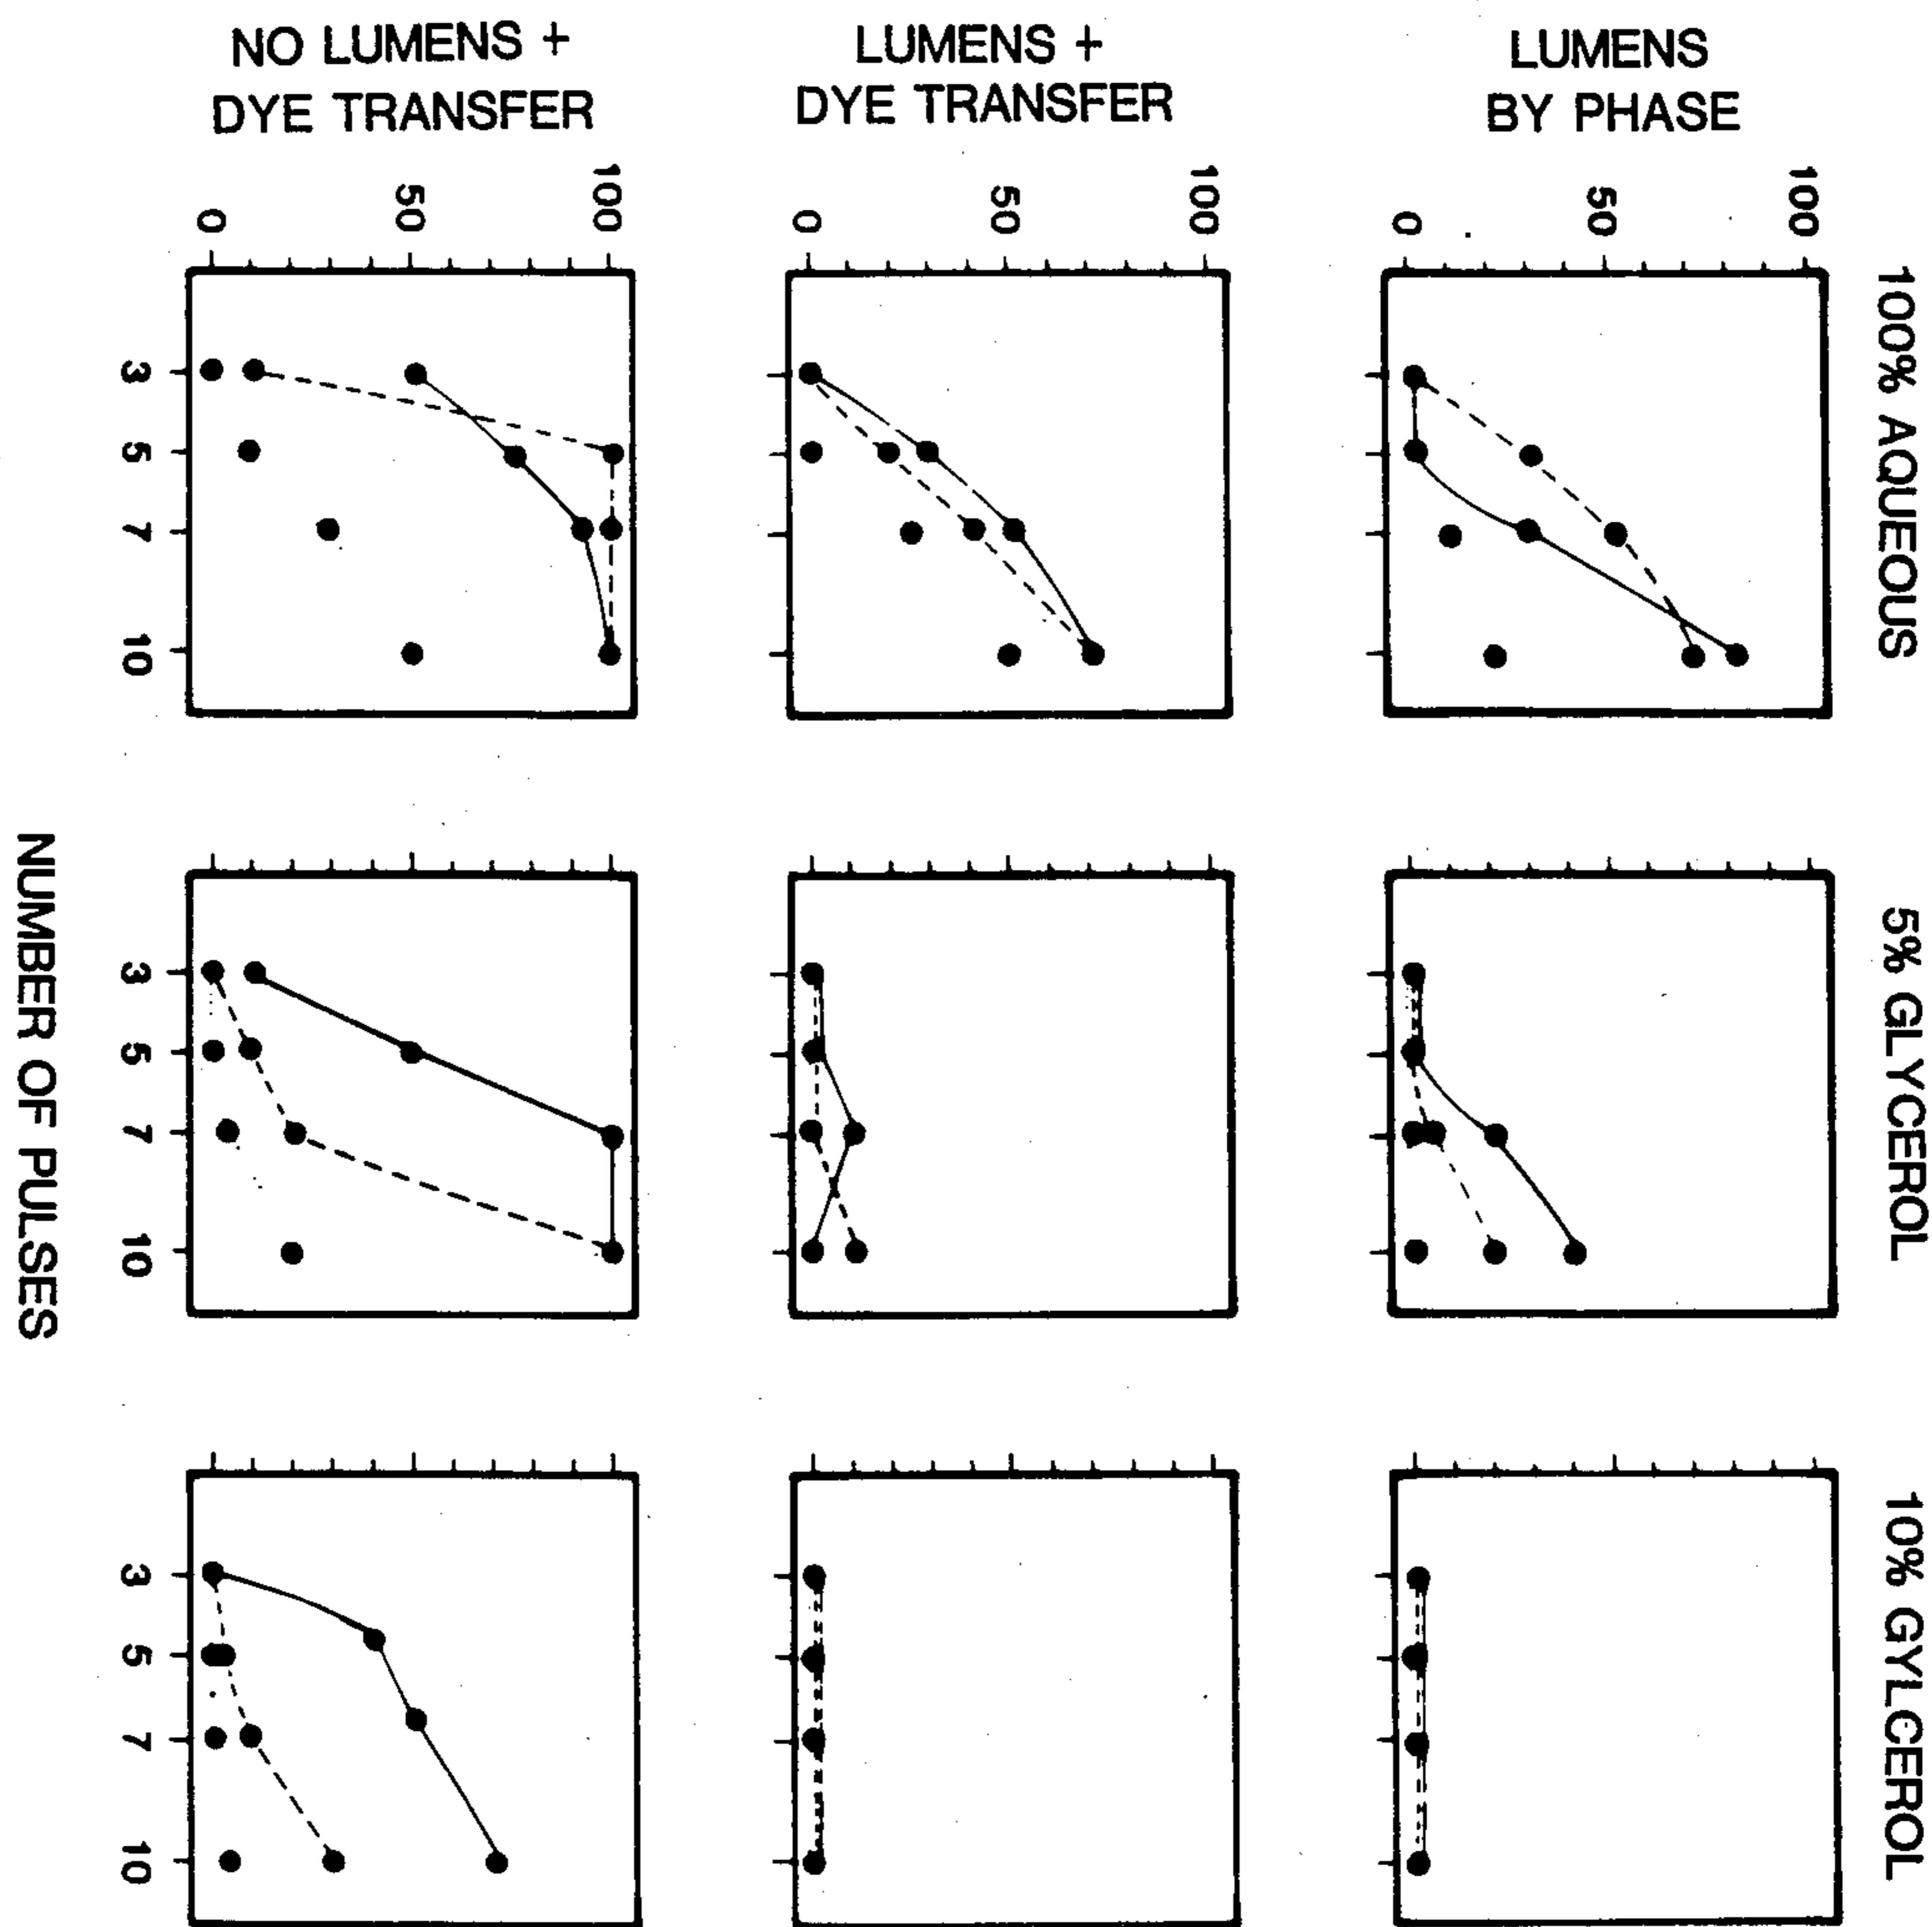 NO LUMENS +
DYE TRANSFER
LUMENS +
DYE TRANSFER
LUMENS
BY PHASE
0
50
100
0
50
100
0
50
100
100% AQUEOUS
5% GLYCEROL
10% GYLCEROL
3
5
7
10
3
5
7
10
3
5
7
10
NUMBER OF PULSES